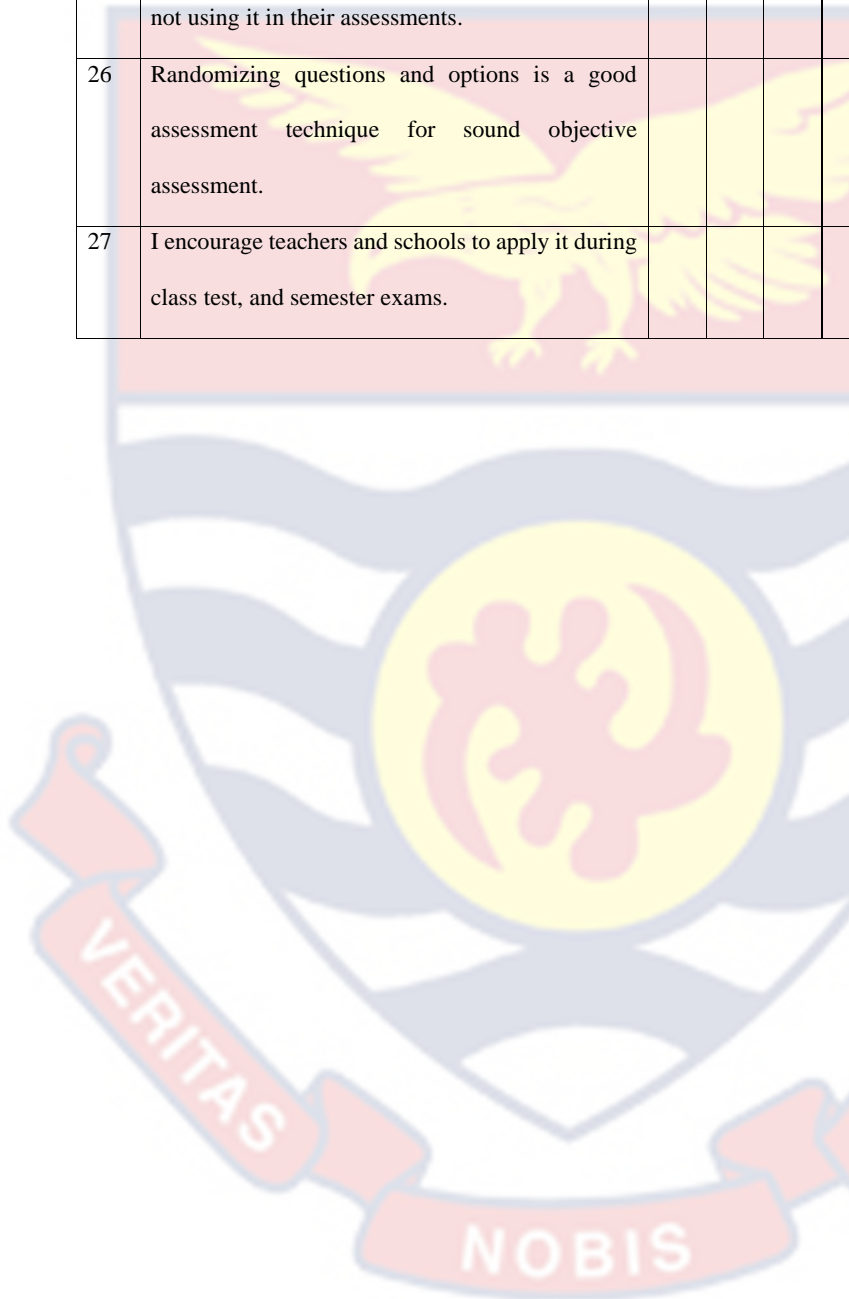 not using it in their assessments.
26 Randomizing questions and options is a good
assessment technique for sound objective
assessment.
27 I encourage teachers and schools to apply it during
class test, and semester exams.
VERITAS
NOBIS